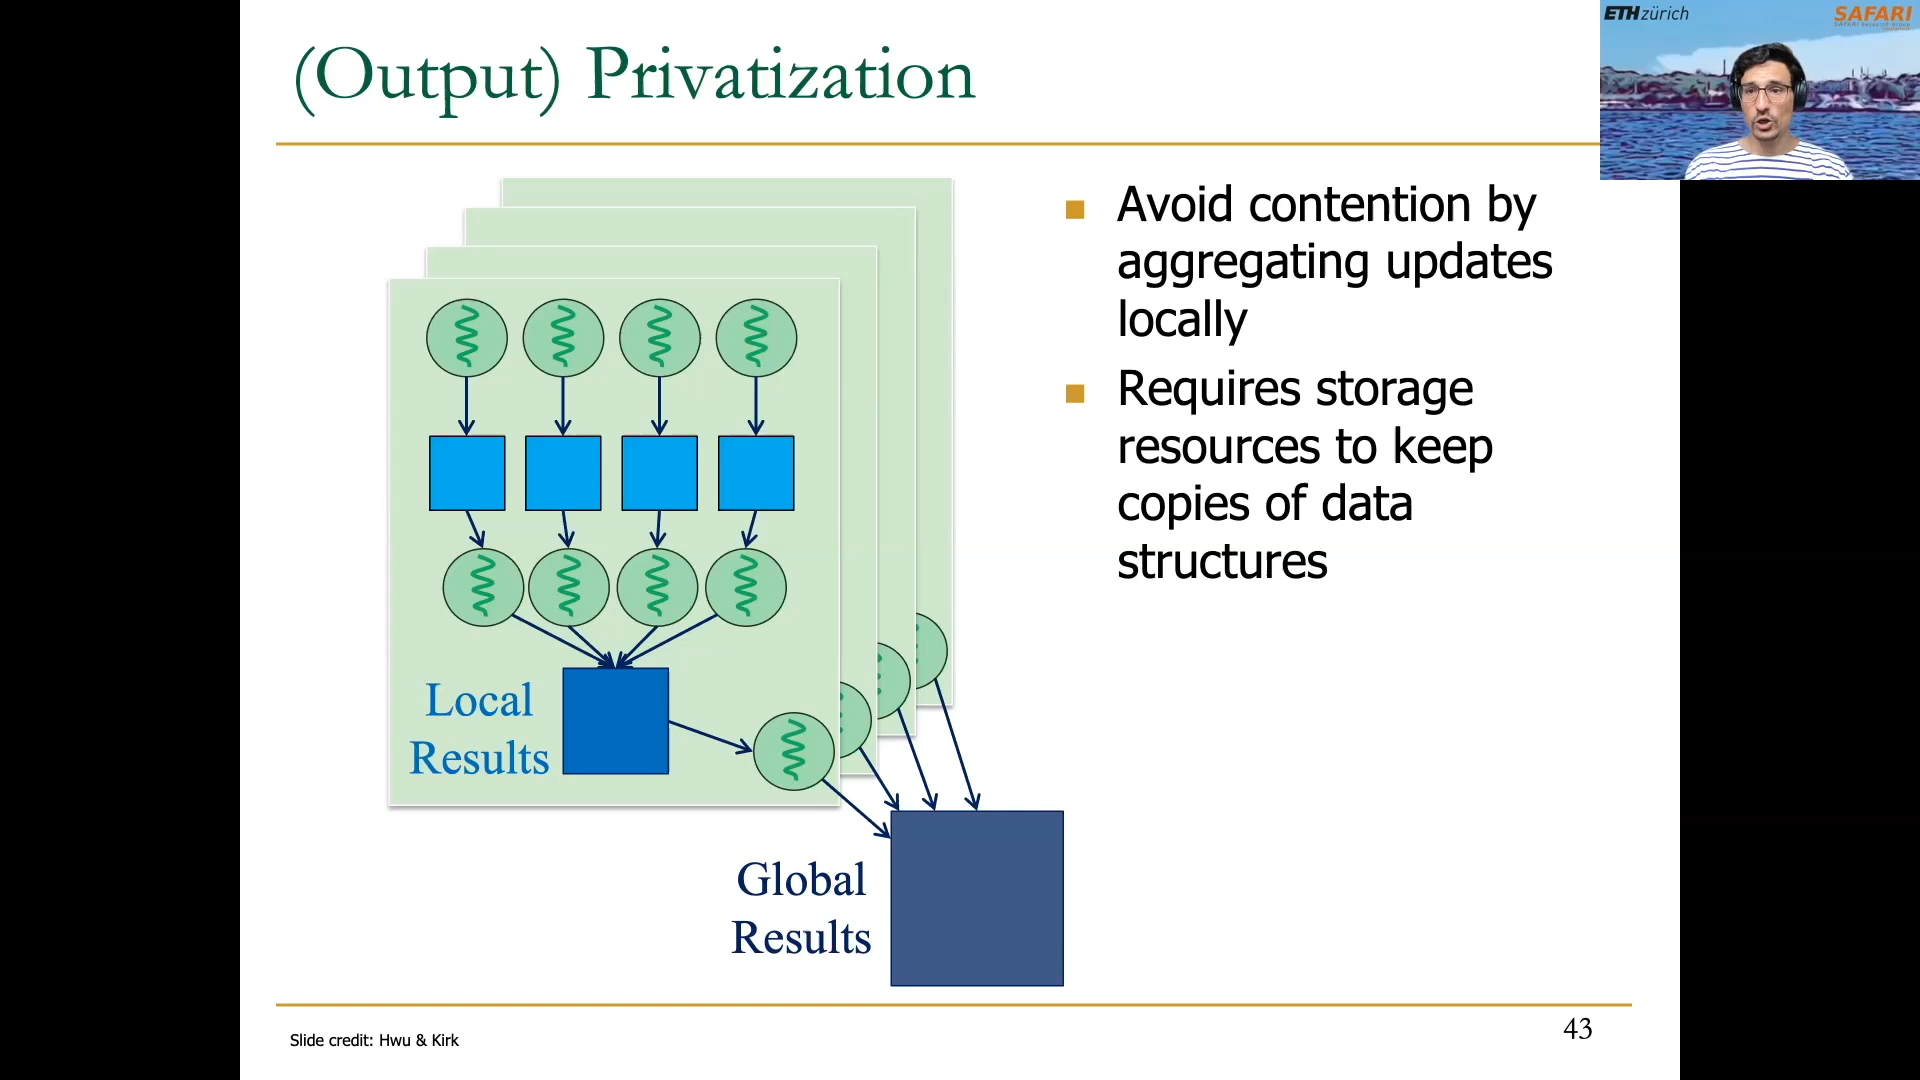 (Output) Privatization
ETH zürich
SAFARI
Avoid contention by
aggregating updates
locally
Requires storage
resources to keep
copies of data
structures
Local
Results
Global
Results
Slide credit: Hwu & Kirk
43